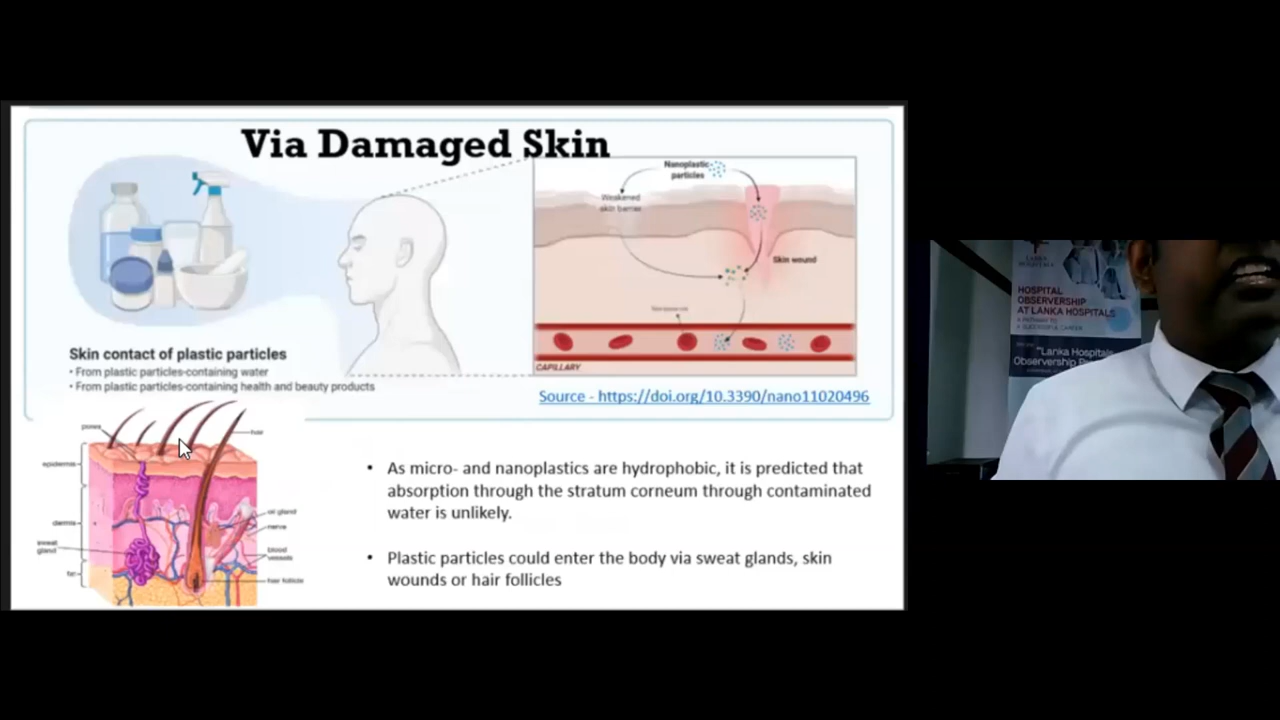 Via Damaged Skin
Nanoplastic
particles
Weakened
skin barrier
Skin wound
CAPILLARY
Skin contact of plastic particles
• From plastic particles-containing water
• From plastic particles-containing health and beauty products
Source - https://doi.org/10.3390/nano11020496
pores
hair
epidermis
dermis
sweat
gland
fat
oil gland
nerve
blood
vessels
hair follicle
• As micro- and nanoplastics are hydrophobic, it is predicted that
absorption through the stratum corneum through contaminated
water is unlikely.
• Plastic particles could enter the body via sweat glands, skin
wounds or hair follicles
HOSPITAL
OBSERVERSHIP
AT LANKA HOSPITALS
"Lanka Hospitals
Observership